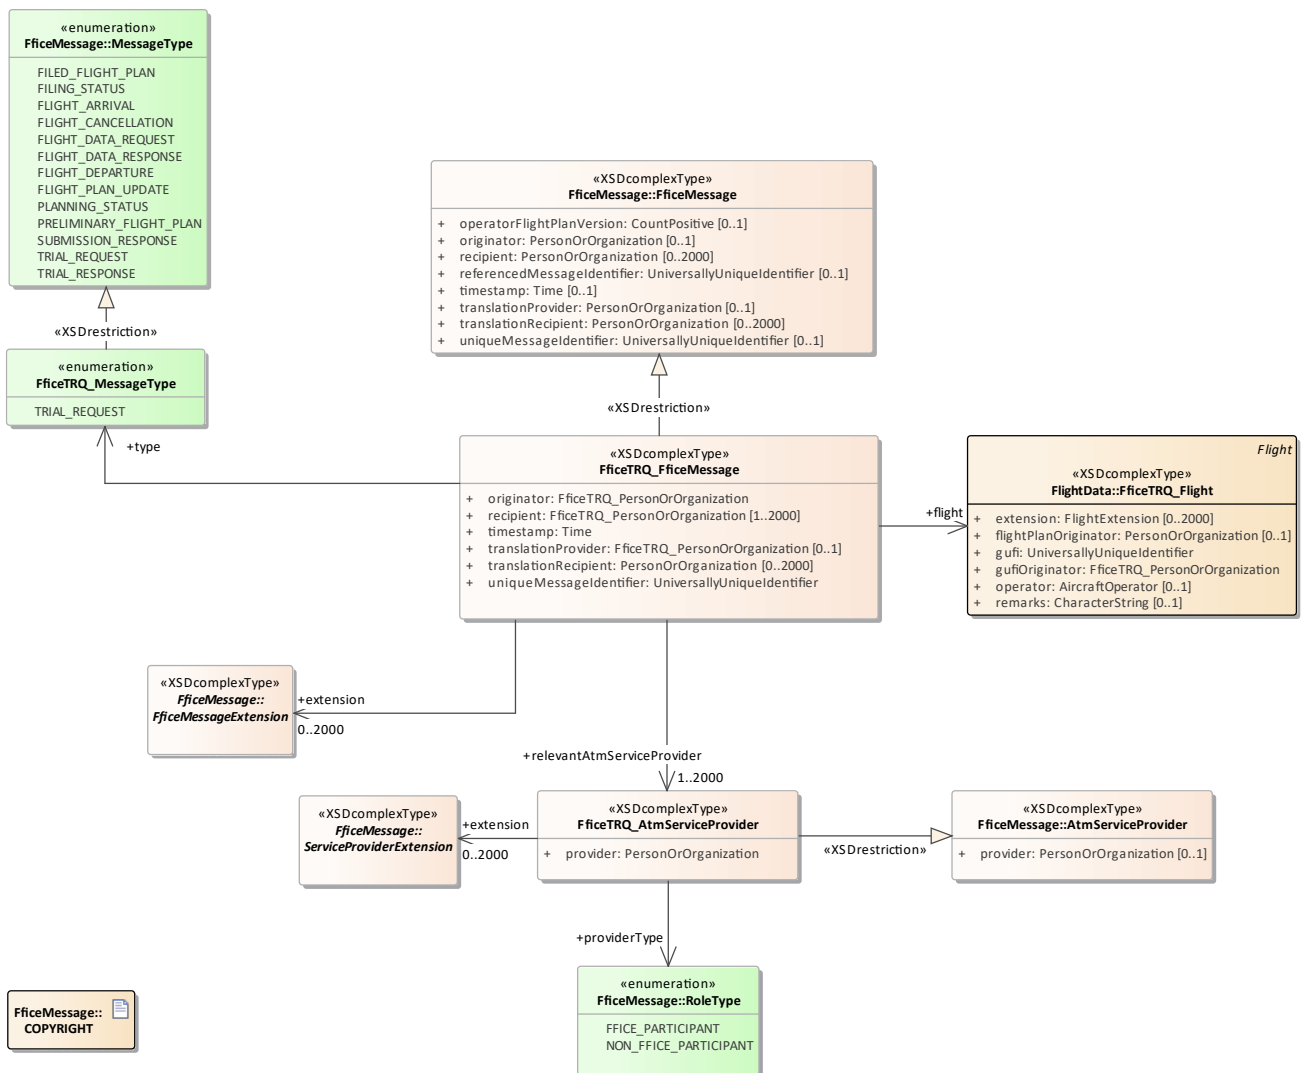 «enumeration»
FficeMessage::MessageType
FILED_FLIGHT_PLAN
FILING_STATUS
FLIGHT_ARRIVAL
FLIGHT_CANCELLATION
FLIGHT_DATA_REQUEST
FLIGHT_DATA_RESPONSE
FLIGHT_DEPARTURE
FLIGHT_PLAN_UPDATE
PLANNING_STATUS
PRELIMINARY_FLIGHT_PLAN
SUBMISSION_RESPONSE
TRIAL_REQUEST
TRIAL_RESPONSE
«XSDrestriction»
«enumeration»
FficeTRQ_MessageType
TRIAL_REQUEST
+type
«XSDcomplexType»
FficeMessage::FficeMessage
+ operatorFlightPlanVersion: CountPositive [0..1]
+ originator: PersonOrOrganization [0..1]
+ recipient: PersonOrOrganization [0..2000]
+ referencedMessageIdentifier: UniversallyUniqueIdentifier [0..1]
+ timestamp: Time [0..1]
+ translationProvider: PersonOrOrganization [0..1]
+ translationRecipient: PersonOrOrganization [0..2000]
+ uniqueMessageIdentifier: UniversallyUniqueIdentifier [0..1]
«XSDrestriction»
«XSDcomplexType»
FficeTRQ_FficeMessage
+ originator: FficeTRQ_PersonOrOrganization
+ recipient: FficeTRQ_PersonOrOrganization [1..2000]
+ timestamp: Time
+ translationProvider: FficeTRQ_PersonOrOrganization [0..1]
+ translationRecipient: PersonOrOrganization [0..2000]
+ uniqueMessageIdentifier: UniversallyUniqueIdentifier
+flight
Flight
«XSDcomplexType»
FlightData::FficeTRQ_Flight
+ extension: FlightExtension [0..2000]
+ flightPlanOriginator: PersonOrOrganization [0..1]
+ gufi: UniversallyUniqueIdentifier
+ gufiOriginator: FficeTRQ_PersonOrOrganization
+ operator: AircraftOperator [0..1]
+ remarks: CharacterString [0..1]
«XSDcomplexType»
FficeMessage::
FficeMessageExtension
+extension
0..2000
+relevantAtmServiceProvider
1..2000
«XSDcomplexType»
FficeMessage::
ServiceProviderExtension
+extension
0..2000
«XSDcomplexType»
FficeTRQ_AtmServiceProvider
+ provider: PersonOrOrganization
«XSDrestriction»
«XSDcomplexType»
FficeMessage::AtmServiceProvider
+ provider: PersonOrOrganization [0..1]
+providerType
«enumeration»
FficeMessage::RoleType
FFICE_PARTICIPANT
NON_FFICE_PARTICIPANT
FficeMessage::
COPYRIGHT